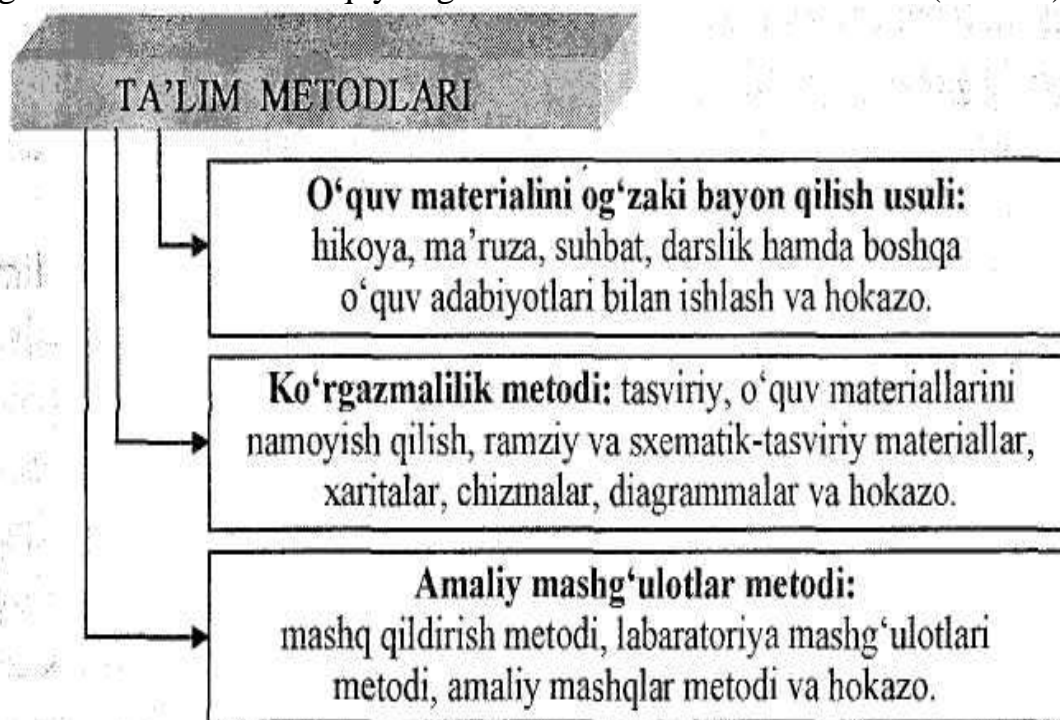 TA’LIM METODLARI
O‘quv materialini og‘zaki bayon qilish usuli:
hikoya, ma’ruza, suhbat, darslik hamda boshqa
o‘quv adabiyotlari bilan ishlash va hokazo.
Ko‘rgazmalilik metodi: tasviriy, o‘quv materiallarini
namoyish qilish, ramziy va sxematik-tasviriy materiallar,
xaritalar, chizmalar, diagrammalar va hokazo.
Amaliy mashg‘ulotlar metodi:
mashq qildirish metodi, labaratoriya mashg‘ulotlari
metodi, amaliy mashqlar metodi va hokazo.